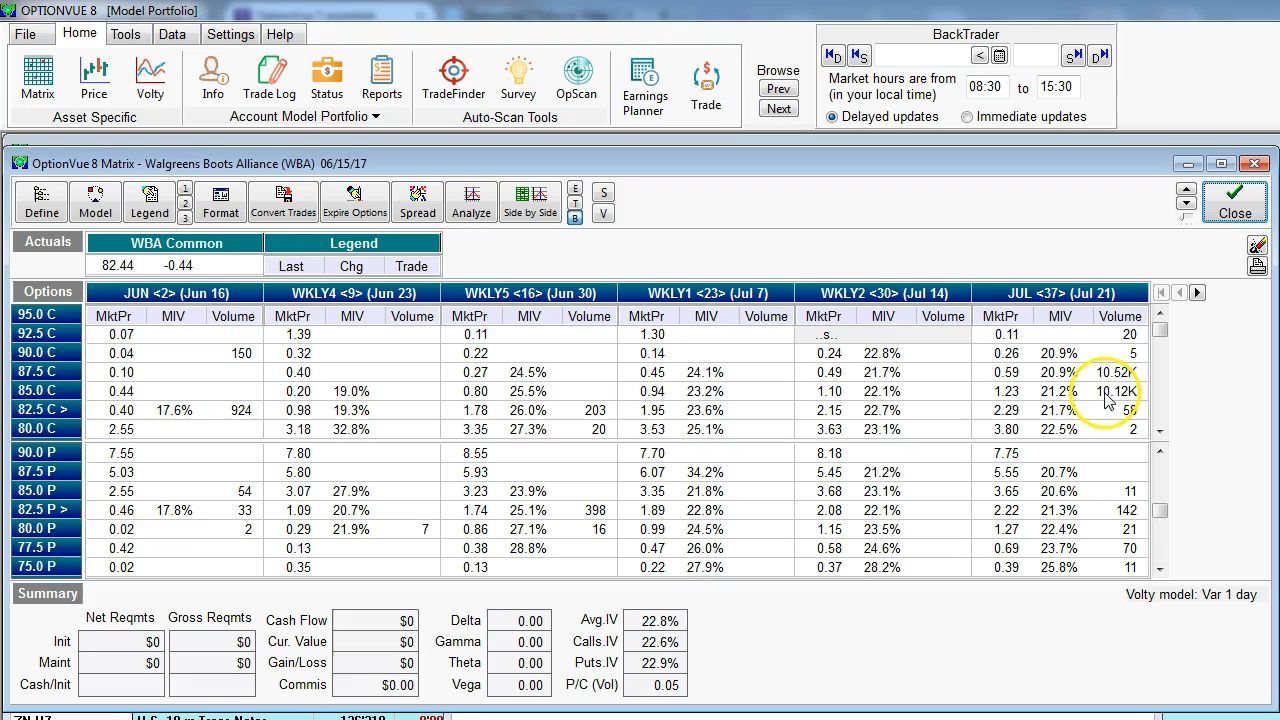 OPTIONVUE 8 [Model Portfolio]
File Home Tools Data Settings Help
Matrix Price Volty
Asset Specific
Info Trade Log Status Reports
Account Model Portfolio
TradeFinder Survey OpScan
Auto-Scan Tools
Earnings Planner Trade
Browse
Prev
Next
BackTrader
D S < S D
Market hours are from
(in your local time)
08:30 to 15:30
Delayed updates Immediate updates
OptionVue 8 Matrix - Walgreens Boots Alliance (WBA) 06/15/17
Define Model Legend 1 2 3 Format Convert Trades Expire Options Spread Analyze Side by Side E T B S V Close
Actuals WBA Common Legend
82.44 -0.44 Last Chg Trade
Options JUN <2> (Jun 16) WKLY4 <9> (Jun 23) WKLY5 <16> (Jun 30) WKLY1 <23> (Jul 7) WKLY2 <30> (Jul 14) JUL <37> (Jul 21)
95.0 C MktPr MIV Volume MktPr MIV Volume MktPr MIV Volume MktPr MIV Volume MktPr MIV Volume MktPr MIV Volume
92.5 C 0.07 1.39 0.11 1.30 ..s.. 0.11 20
90.0 C 0.04 150 0.32 0.22 0.14 0.24 22.8% 0.26 20.9% 5
87.5 C 0.10 0.40 0.27 24.5% 0.45 24.1% 0.49 21.7% 0.59 20.9% 10.52K
85.0 C 0.44 0.20 19.0% 0.80 25.5% 0.94 23.2% 1.10 22.1% 1.23 21.2% 10.12K
82.5 C > 0.40 17.6% 924 0.98 19.3% 1.78 26.0% 203 1.95 23.6% 2.15 22.7% 2.29 21.7% 58
80.0 C 2.55 3.18 32.8% 3.35 27.3% 20 3.53 25.1% 3.63 23.1% 3.80 22.5% 2
90.0 P 7.55 7.80 8.55 7.70 8.18 7.75
87.5 P 5.03 5.80 5.93 6.07 34.2% 5.45 21.2% 5.55 20.7%
85.0 P 2.55 54 3.07 27.9% 3.23 23.9% 3.35 21.8% 3.68 23.1% 3.65 20.6% 11
82.5 P > 0.46 17.8% 33 1.09 20.7% 1.74 25.1% 398 1.89 22.8% 2.08 22.1% 2.22 21.3% 142
80.0 P 0.02 2 0.29 21.9% 7 0.86 27.1% 16 0.99 24.5% 1.15 23.5% 1.27 22.4% 21
77.5 P 0.42 0.13 0.38 28.8% 0.47 26.0% 0.58 24.6% 0.69 23.7% 70
75.0 P 0.02 0.35 0.13 0.22 27.9% 0.37 28.2% 0.39 25.8% 11
Summary Volty model: Var 1 day
Net Reqmts Gross Reqmts Cash Flow $0 Delta 0.00 Avg.IV 22.8%
Init $0 $0 Cur. Value $0 Gamma 0.00 Calls.IV 22.6%
Maint $0 $0 Gain/Loss $0 Theta 0.00 Puts.IV 22.9%
Cash/Init Commis $0.00 Vega 0.00 P/C (Vol) 0.05